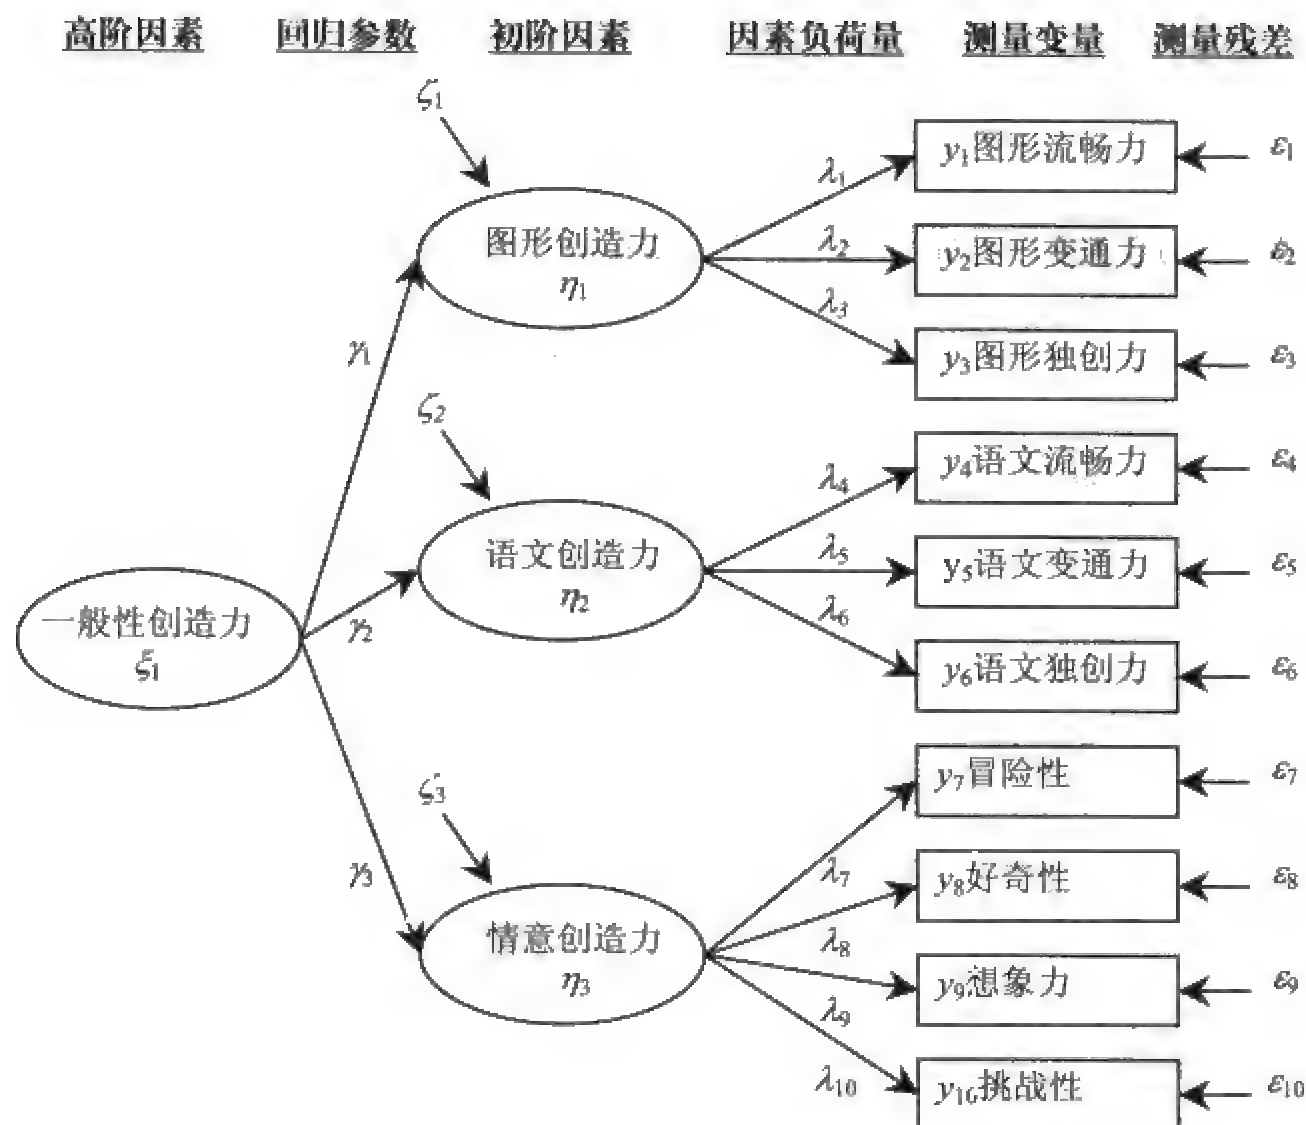 高阶因素 回归参数 初阶因素 因素负荷量 测量变量 测量残差
ζ1
y1图形流畅力 ε1
λ1
图形创造力
η1
λ2
y2图形变通力 ε2
λ3
γ1
y3图形独创力 ε3
ζ2
y4语文流畅力 ε4
λ4
语文创造力
η2
λ5
y5语文变通力 ε5
λ6
一般性创造力
ξ1
γ2
y6语文独创力 ε6
ζ3
y7冒险性 ε7
γ3
λ7
y8好奇性 ε8
情意创造力
η3
λ8
y9想象力 ε9
λ9
λ10
y10挑战性 ε10